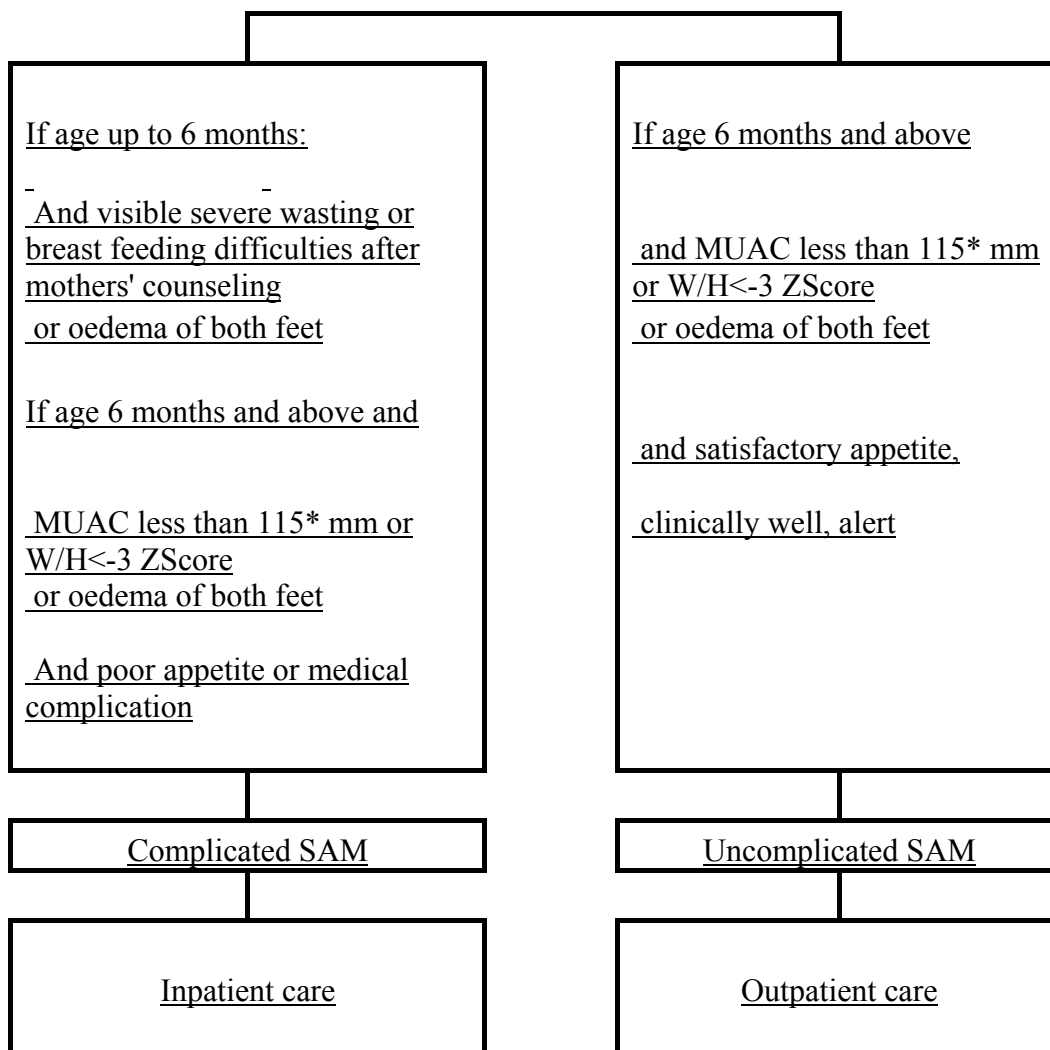 If age up to 6 months:
And visible severe wasting or
breast feeding difficulties after
mothers' counseling
or oedema of both feet
If age 6 months and above and
MUAC less than 115* mm or
W/H<-3 ZScore
or oedema of both feet
And poor appetite or medical
complication
Complicated SAM
Inpatient care
If age 6 months and above
and MUAC less than 115* mm
or W/H<-3 ZScore
or oedema of both feet
and satisfactory appetite,
clinically well, alert
Uncomplicated SAM
Outpatient care